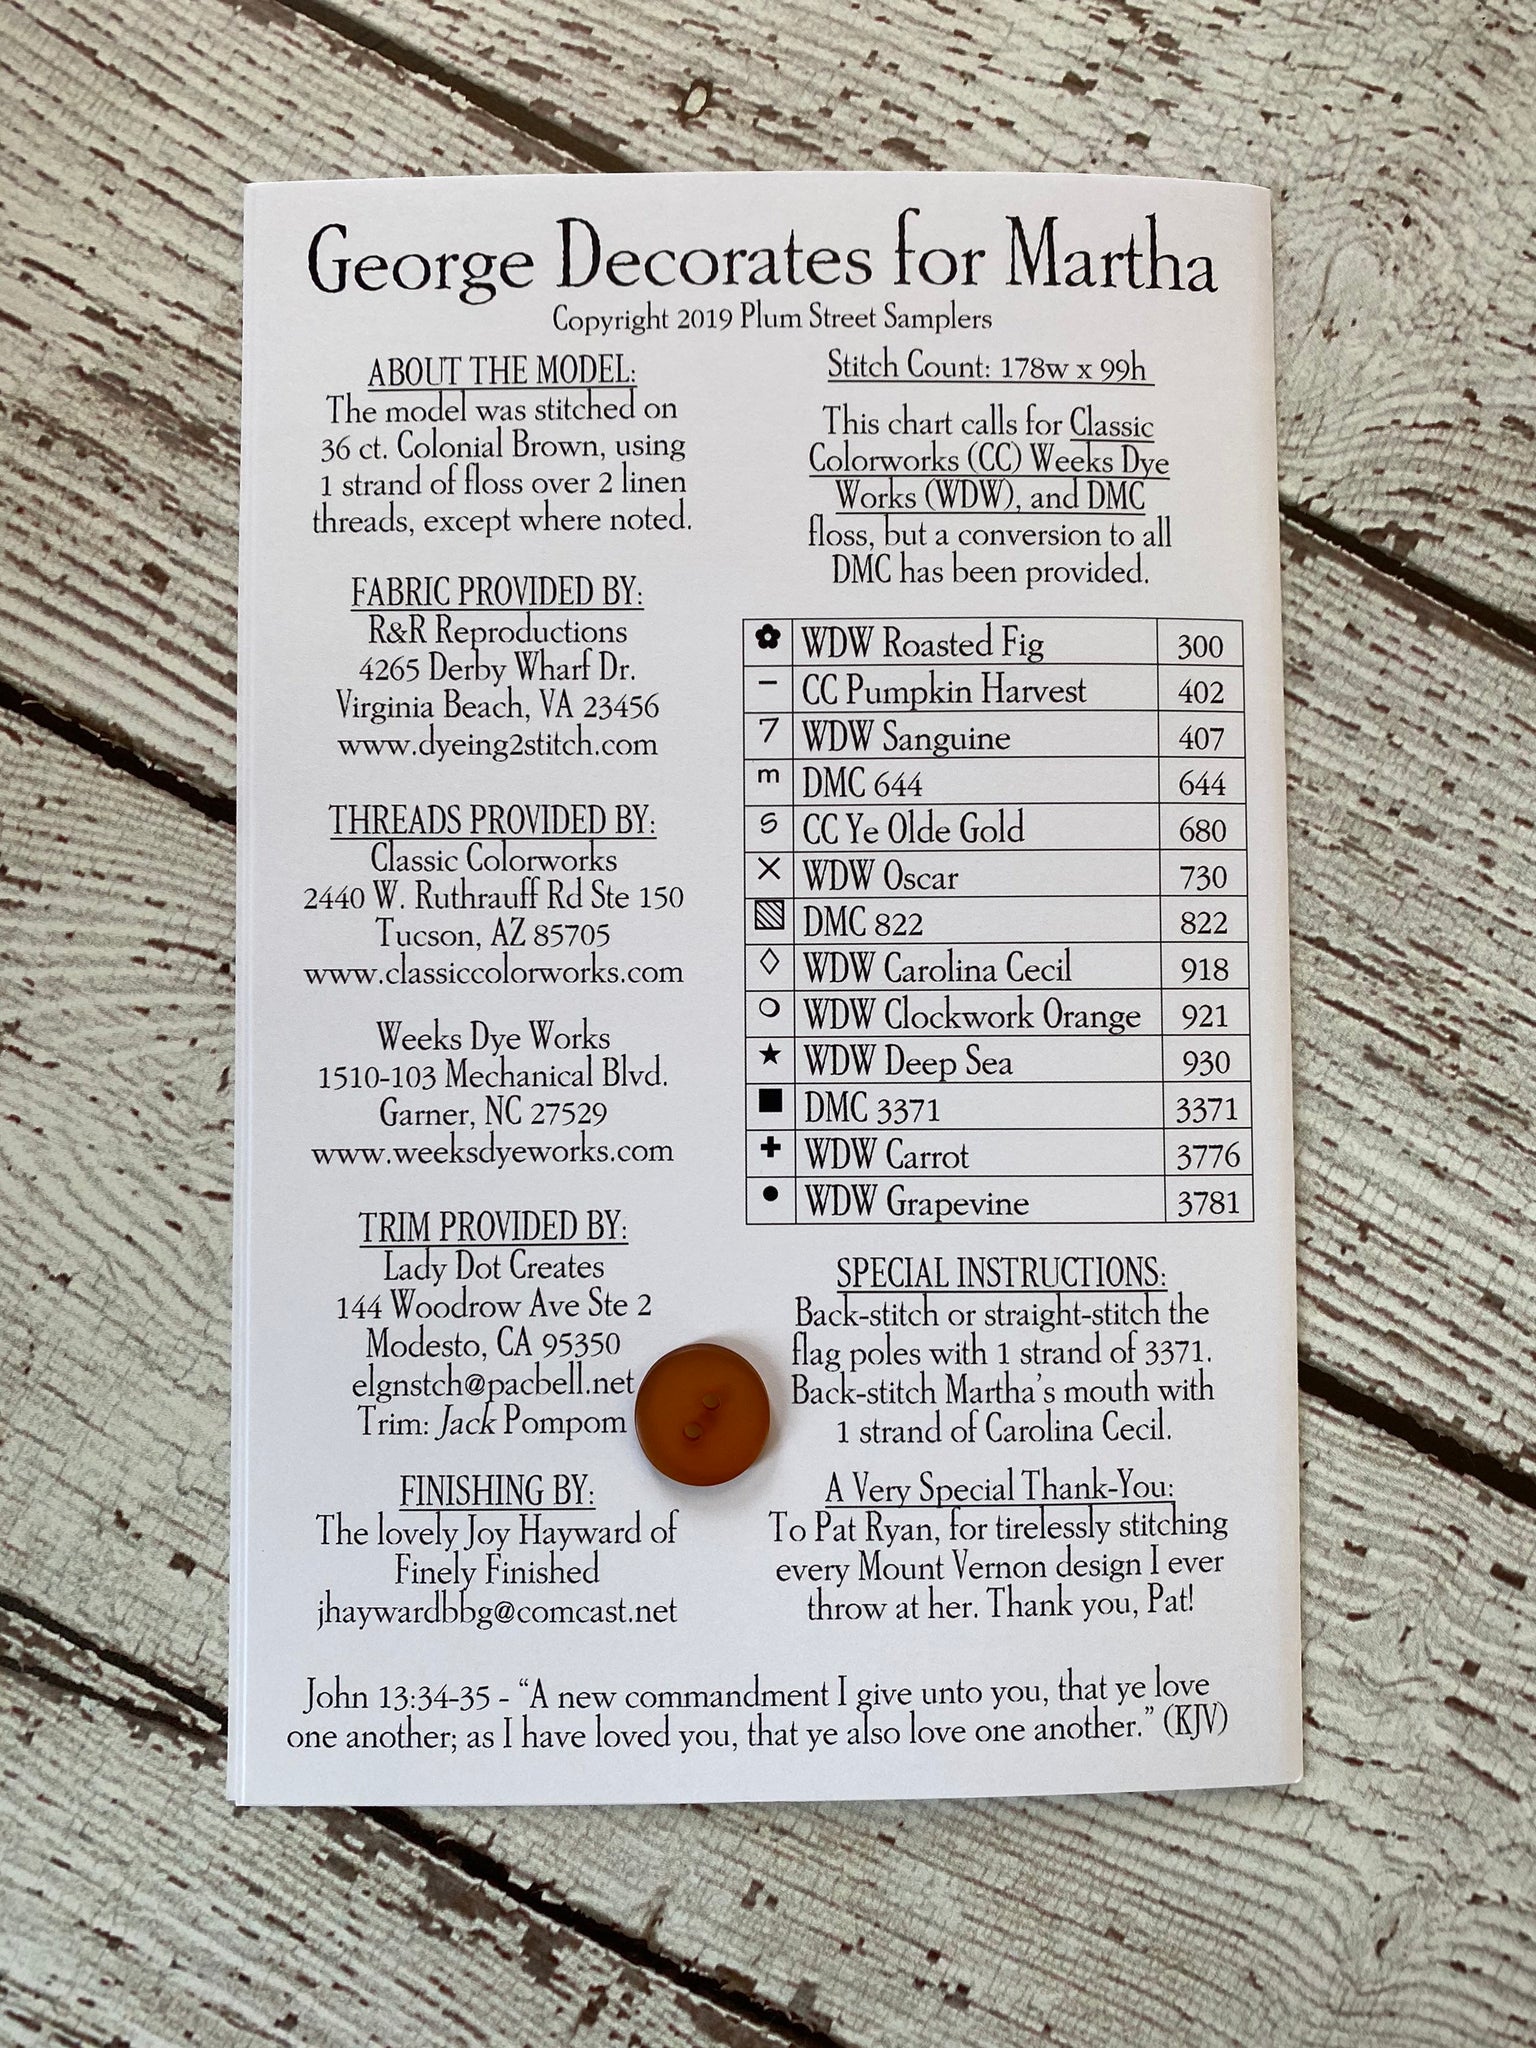 George Decorates for Martha
Copyright 2019 Plum Street Samplers
ABOUT THE MODEL:
The model was stitched on
36 ct. Colonial Brown, using
1 strand of floss over 2 linen
threads, except where noted.
FABRIC PROVIDED BY:
R&R Reproductions
4265 Derby Wharf Dr.
Virginia Beach, VA 23456
www.dyeing2stitch.com
THREADS PROVIDED BY:
Classic Colorworks
2440 W. Ruthrauff Rd Ste 150
Tucson, AZ 85705
www.classiccolorworks.com
Weeks Dye Works
1510-103 Mechanical Blvd.
Garner, NC 27529
www.weeksdyeworks.com
TRIM PROVIDED BY:
Lady Dot Creates
144 Woodrow Ave Ste 2
Modesto, CA 95350
elgnstch@pacbell.net
Trim: Jack Pompom
FINISHING BY:
The lovely Joy Hayward of
Finely Finished
jhaywardbbg@comcast.net
Stitch Count: 178w x 99h
This chart calls for Classic
Colorworks (CC) Weeks Dye
Works (WDW), and DMC
floss, but a conversion to all
DMC has been provided.
✿ WDW Roasted Fig 300
– CC Pumpkin Harvest 402
7 WDW Sanguine 407
m DMC 644 644
S CC Ye Olde Gold 680
× WDW Oscar 730
▧ DMC 822 822
◇ WDW Carolina Cecil 918
❍ WDW Clockwork Orange 921
★ WDW Deep Sea 930
■ DMC 3371 3371
✚ WDW Carrot 3776
● WDW Grapevine 3781
SPECIAL INSTRUCTIONS:
Back-stitch or straight-stitch the
flag poles with 1 strand of 3371.
Back-stitch Martha's mouth with
1 strand of Carolina Cecil.
A Very Special Thank-You:
To Pat Ryan, for tirelessly stitching
every Mount Vernon design I ever
throw at her. Thank you, Pat!
John 13:34-35 - “A new commandment I give unto you, that ye love
one another; as I have loved you, that ye also love one another.” (KJV)